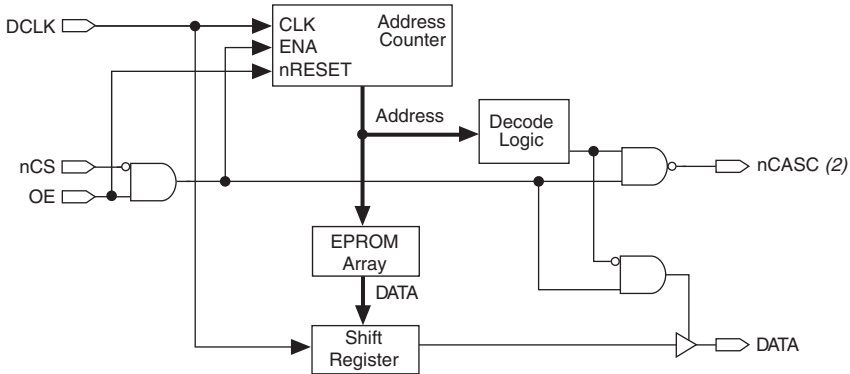 DCLK
CLK
ENA
nRESET
Address
Counter
Address
Decode
Logic
nCS
OE
nCASC (2)
EPROM
Array
DATA
Shift
Register
DATA